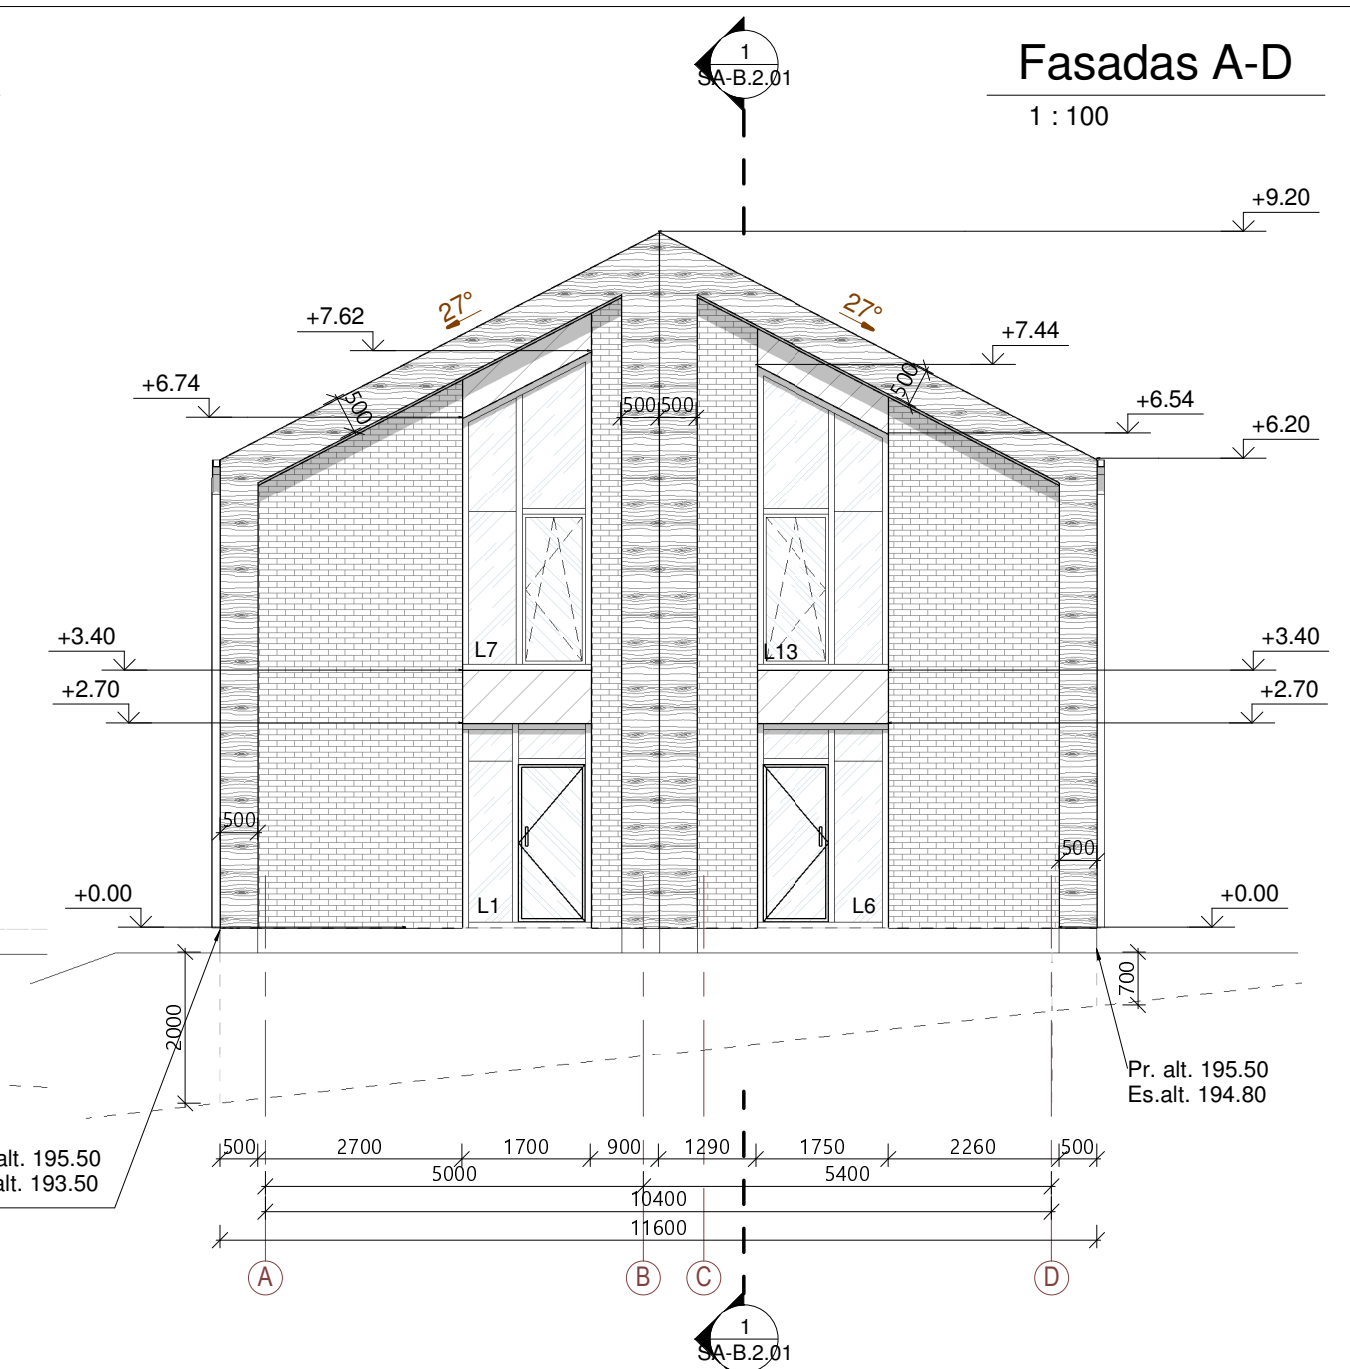 1
SA-B.2.01
Fasadas A-D
1 : 100
+9.20
27°
27°
+7.62
+7.44
+6.74
500
500
500 500
+6.54
+6.20
L7
L13
+3.40
+3.40
+2.70
+2.70
500
500
L1
L6
+0.00
+0.00
2000
700
Pr. alt. 195.50
Es.alt. 194.80
alt. 195.50
alt. 193.50
500 2700 1700 900 1290 1750 2260 500
5000 5400
10400
11600
A B C D
1
SA-B.2.01